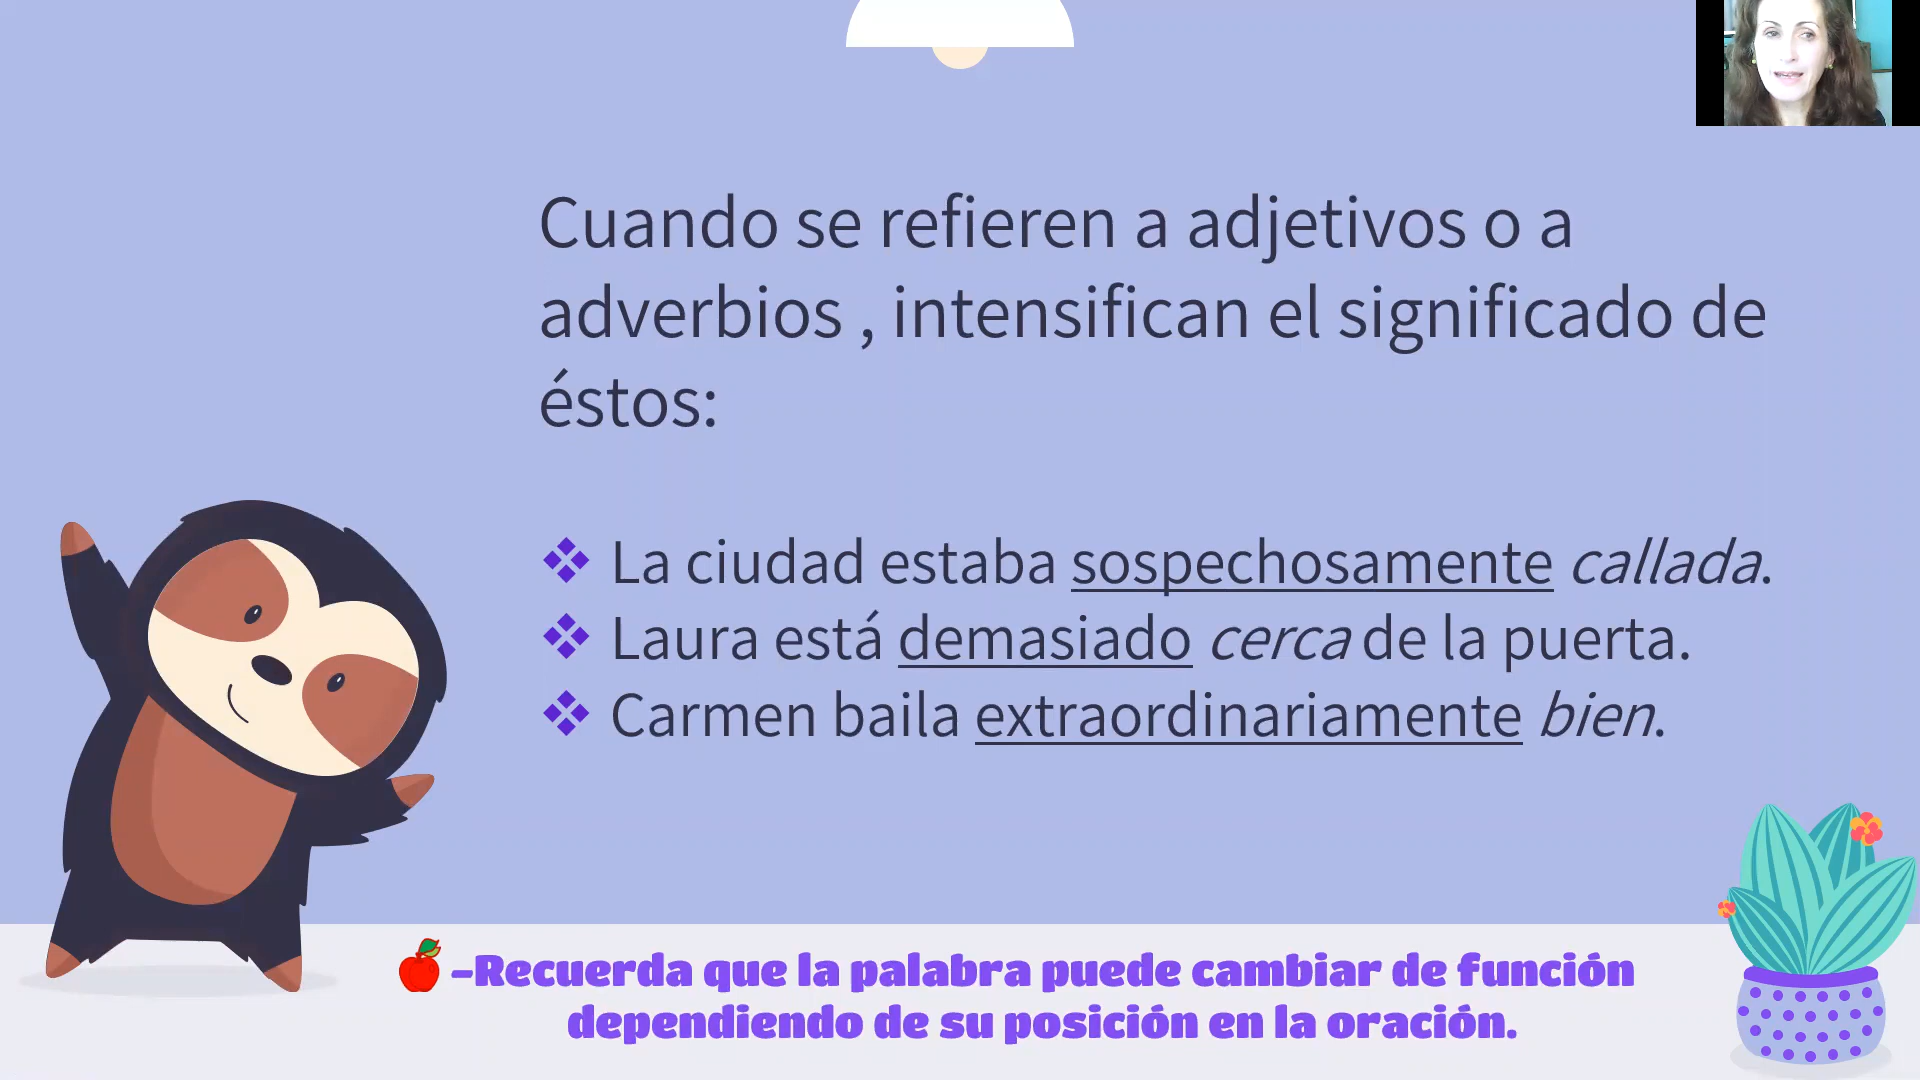 Cuando se refieren a adjetivos o a
adverbios , intensifican el significado de
éstos:
❖ La ciudad estaba sospechosamente callada.
❖ Laura está demasiado cerca de la puerta.
❖ Carmen baila extraordinariamente bien.
🍎-Recuerda que la palabra puede cambiar de función
dependiendo de su posición en la oración.